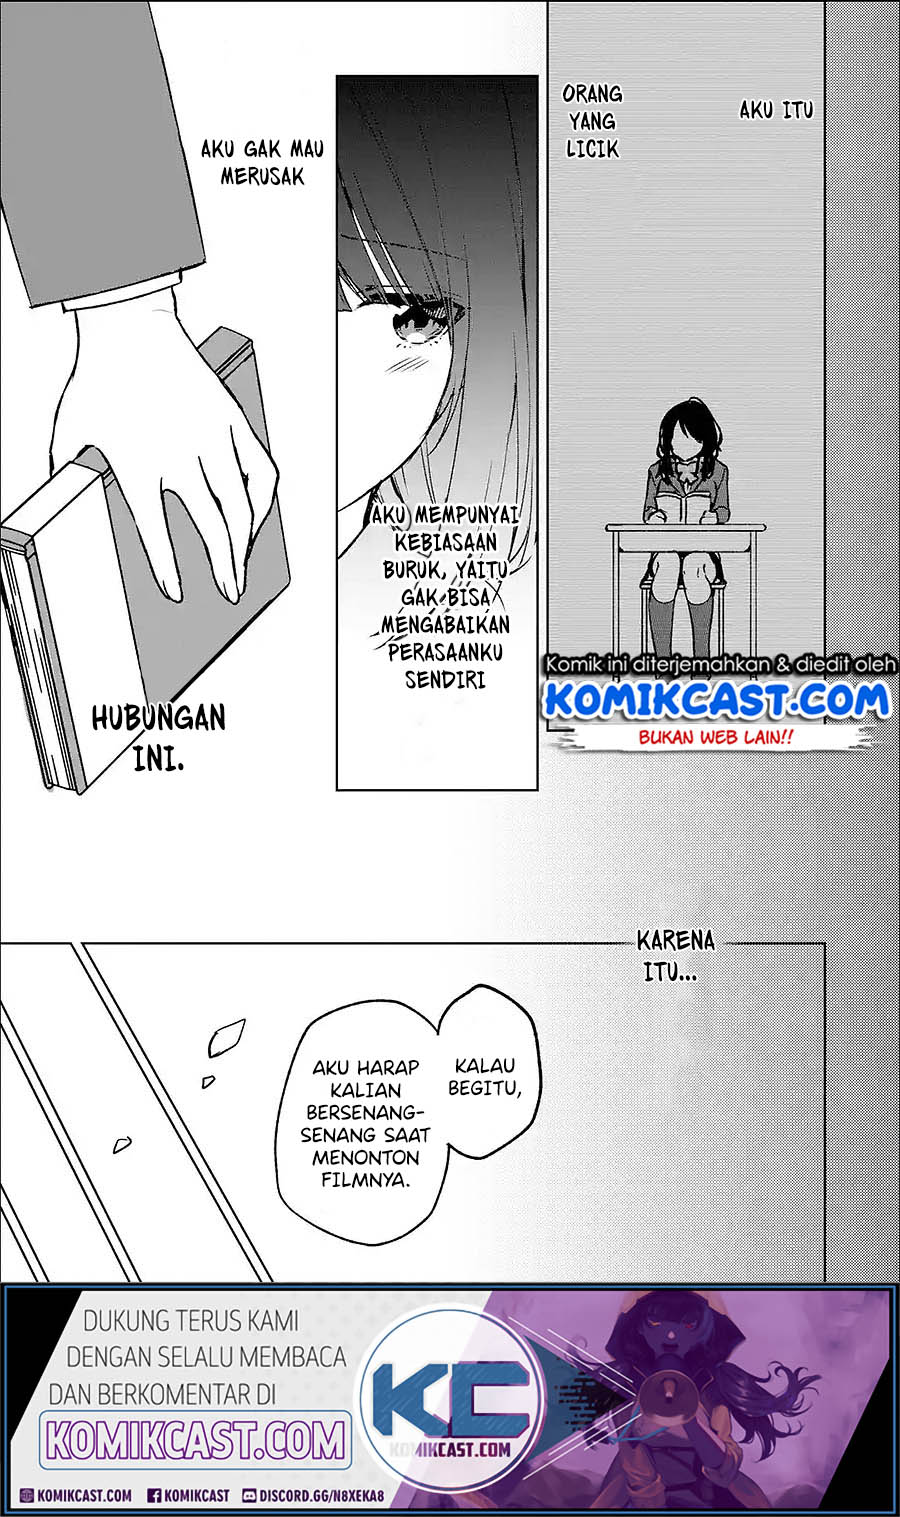 AKU ITU
ORANG
YANG
LICIK
AKU MEMPUNYAI
KEBIASAAN
BURUK, YAITU
GAK BISA
MENGABAIKAN
PERASAANKU
SENDIRI
AKU GAK MAU
MERUSAK
HUBUNGAN
INI.
Komik ini diterjemahkan & diedit oleh
KOMIKCAST.COM
BUKAN WEB LAIN!!
KARENA
ITU...
KALAU
BEGITU,
AKU HARAP
KALIAN
BERSENANG-
SENANG SAAT
MENONTON
FILMNYA.
DUKUNG TERUS KAMI
DENGAN SELALU MEMBACA
DAN BERKOMENTAR DI
KOMIKCAST.COM
KC
KOMIKCAST.COM
KOMIKCAST.COM KOMIKCAST DISCORD.GG/N8XEKA8